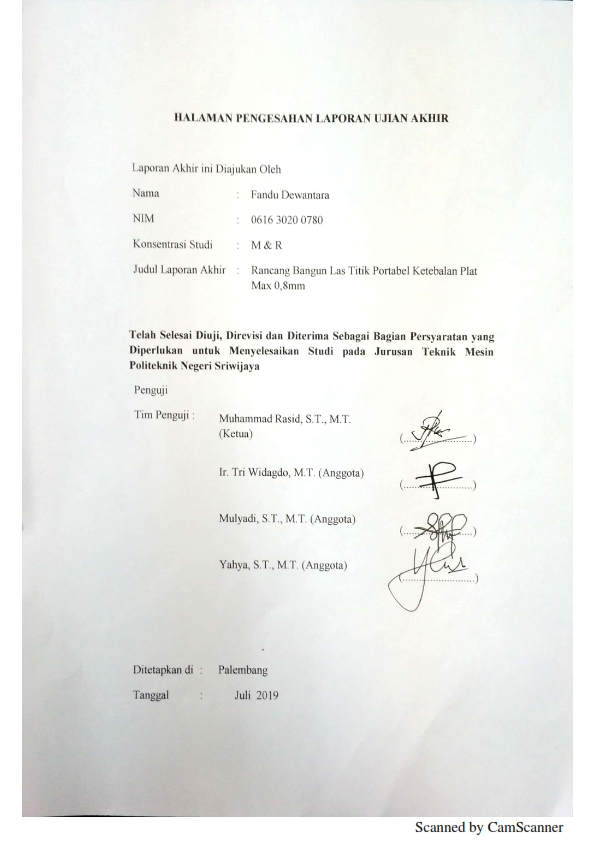 HALAMAN PENGESAHAN LAPORAN UJIAN AKHIR
Laporan Akhir ini Diajukan Oleh
Nama : Fandu Dewantara
NIM : 0616 3020 0780
Konsentrasi Studi : M & R
Judul Laporan Akhir : Rancang Bangun Las Titik Portabel Ketebalan Plat
Max 0,8mm
Telah Selesai Diuji, Direvisi dan Diterima Sebagai Bagian Persyaratan yang
Diperlukan untuk Menyelesaikan Studi pada Jurusan Teknik Mesin
Politeknik Negeri Sriwijaya
Penguji
Tim Penguji : Muhammad Rasid, S.T., M.T. (..........................)
(Ketua)
Ir. Tri Widagdo, M.T. (Anggota) (..........................)
Mulyadi, S.T., M.T. (Anggota) (..........................)
Yahya, S.T., M.T. (Anggota) (..........................)
Ditetapkan di : Palembang
Tanggal : Juli 2019
Scanned by CamScanner